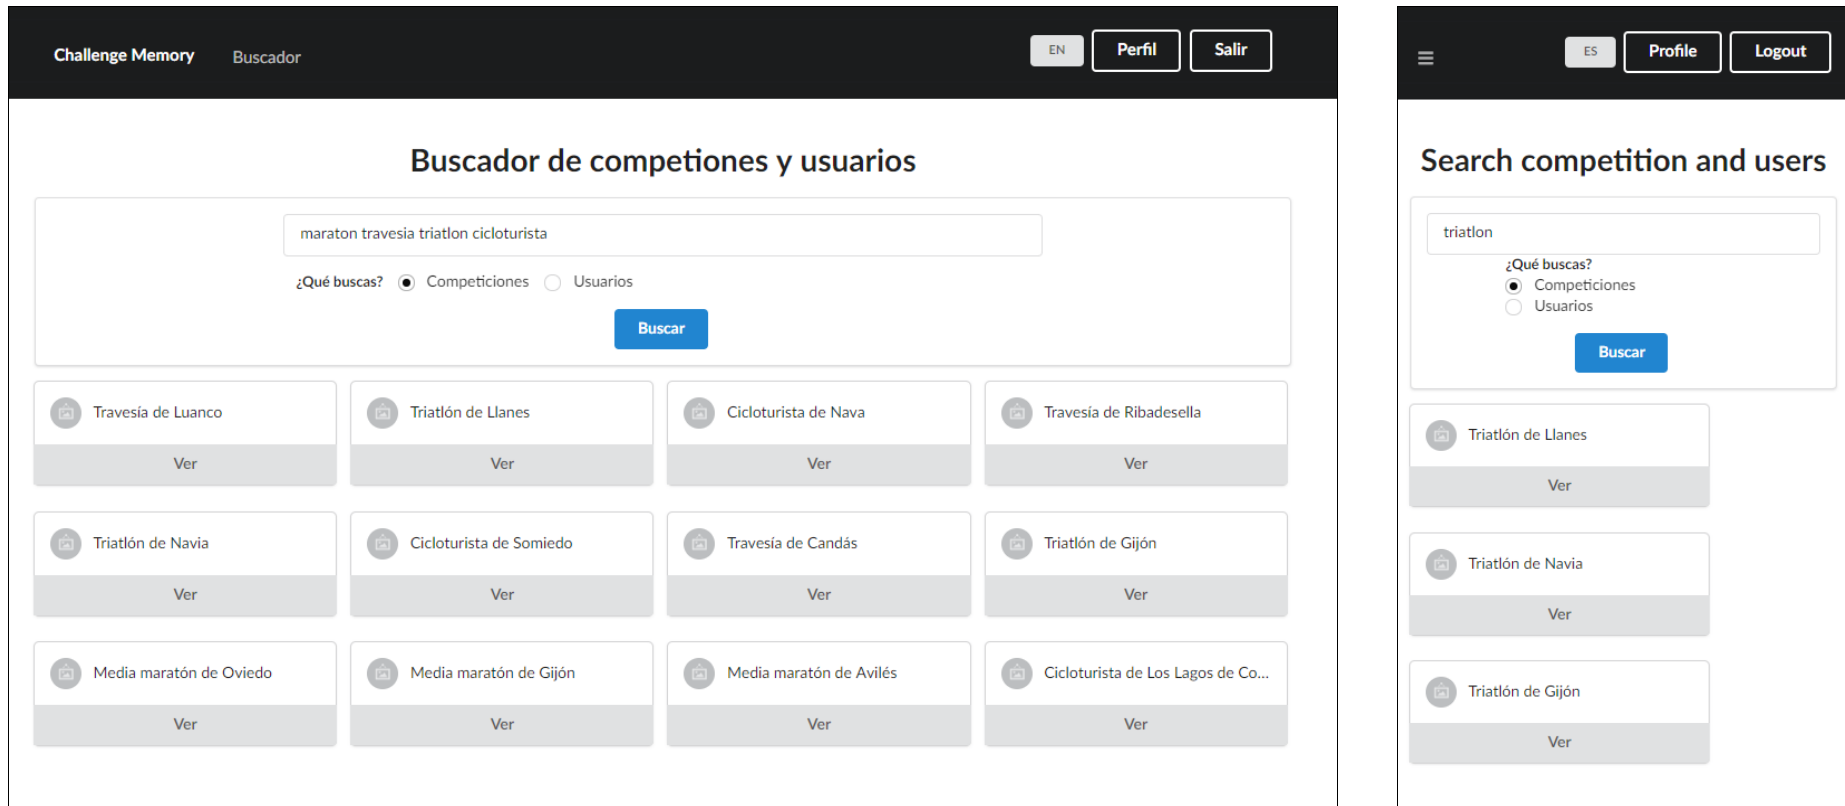 Challenge Memory Buscador EN Perfil Salir
Buscador de competiones y usuarios
maraton travesia triatlon cicloturista
¿Qué buscas? Competiciones Usuarios
Buscar
Travesía de Luanco Triatlón de Llanes Cicloturista de Nava Travesía de Ribadesella
Ver Ver Ver Ver
Triatlón de Navia Cicloturista de Somiedo Travesía de Candás Triatlón de Gijón
Ver Ver Ver Ver
Media maratón de Oviedo Media maratón de Gijón Media maratón de Avilés Cicloturista de Los Lagos de Co...
Ver Ver Ver Ver
ES Profile Logout
Search competition and users
triatlon
¿Qué buscas?
Competiciones
Usuarios
Buscar
Triatlón de Llanes
Ver
Triatlón de Navia
Ver
Triatlón de Gijón
Ver